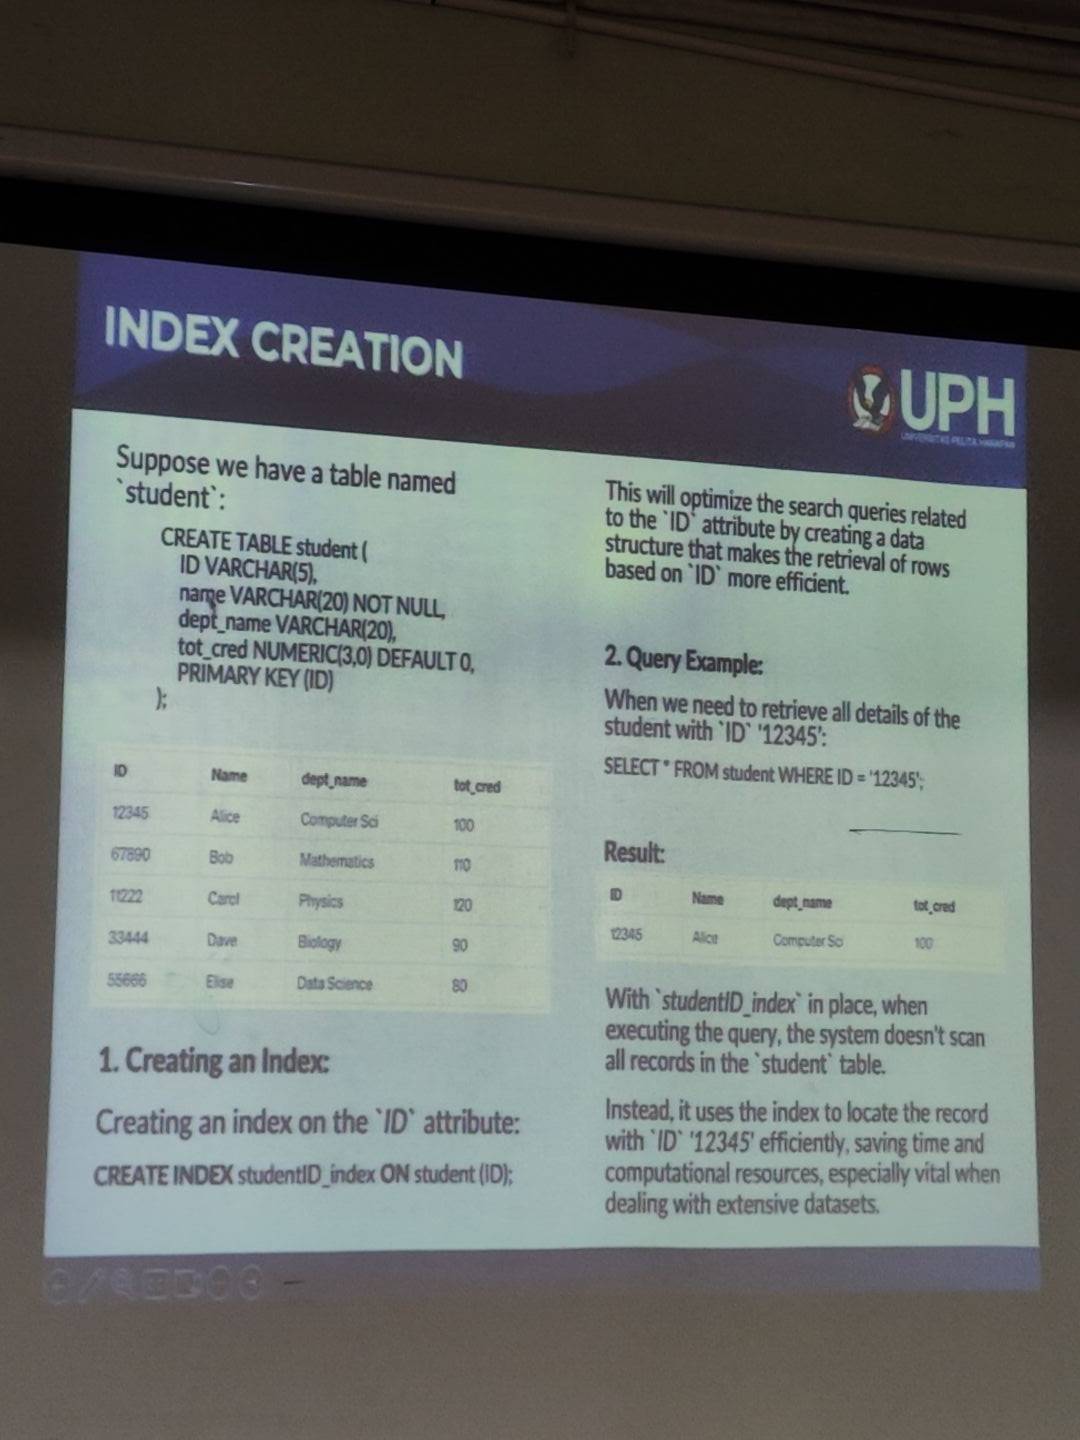 INDEX CREATION
UPH
UNIVERSITAS PELITA HARAPAN
Suppose we have a table named
`student`:
CREATE TABLE student (
ID VARCHAR(5),
name VARCHAR(20) NOT NULL,
dept_name VARCHAR(20),
tot_cred NUMERIC(3,0) DEFAULT 0,
PRIMARY KEY (ID)
);
ID Name dept_name tot_cred
12345 Alice Computer Sci 100
67890 Bob Mathematics 110
11222 Carol Physics 120
33444 Dave Biology 90
55666 Elise Data Science 80
1. Creating an Index:
Creating an index on the `ID` attribute:
CREATE INDEX studentID_index ON student (ID);
This will optimize the search queries related
to the `ID` attribute by creating a data
structure that makes the retrieval of rows
based on `ID` more efficient.
2. Query Example:
When we need to retrieve all details of the
student with `ID` '12345':
SELECT * FROM student WHERE ID = '12345';
Result:
ID Name dept_name tot_cred
12345 Alice Computer Sci 100
With `studentID_index` in place, when
executing the query, the system doesn't scan
all records in the `student` table.
Instead, it uses the index to locate the record
with `ID` '12345' efficiently, saving time and
computational resources, especially vital when
dealing with extensive datasets.